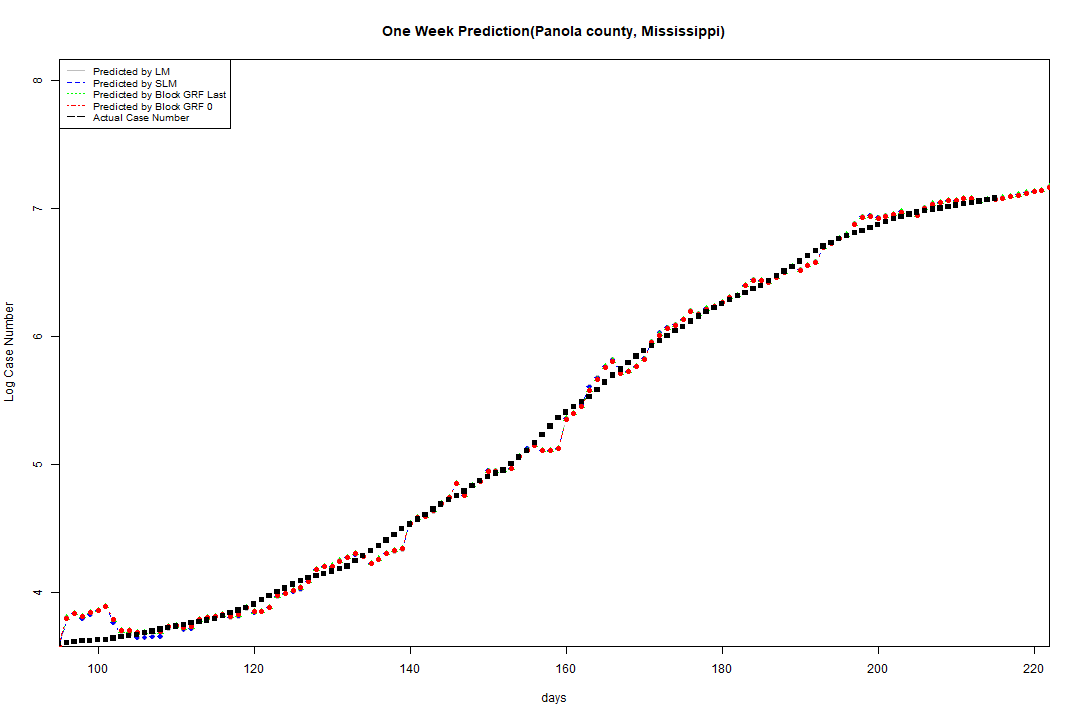 One Week Prediction(Panola county, Mississippi)
Predicted by LM
Predicted by SLM
Predicted by Block GRF Last
Predicted by Block GRF 0
Actual Case Number
8
7
6
5
4
Log Case Number
100 120 140 160 180 200 220
days